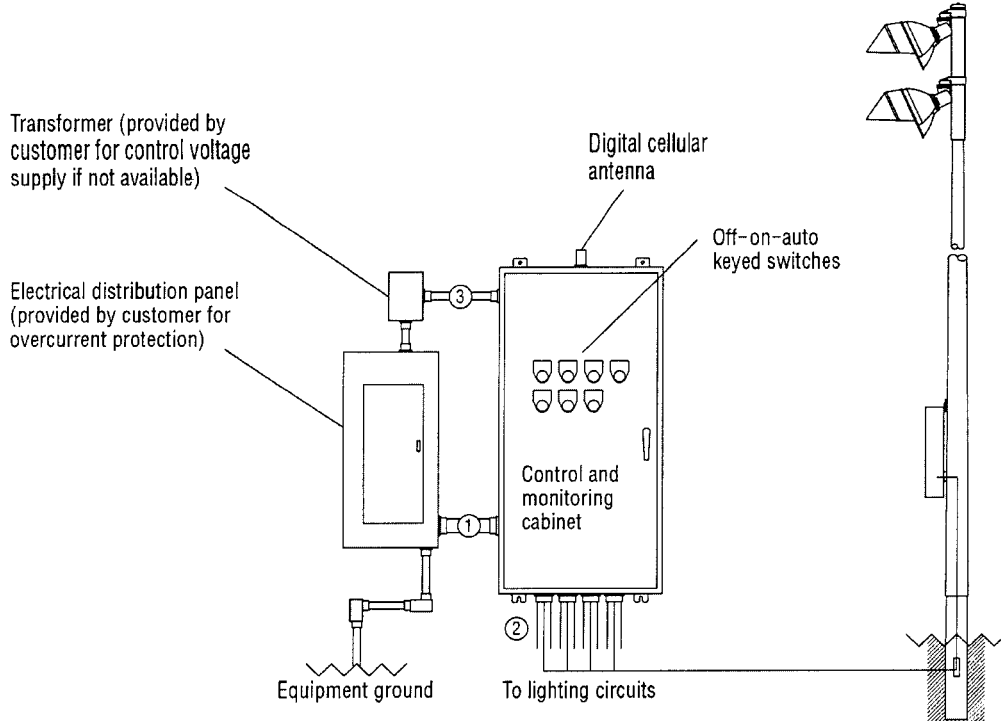 Transformer (provided by
customer for control voltage
supply if not available)
Digital cellular
antenna
Off-on-auto
keyed switches
Electrical distribution panel
(provided by customer for
overcurrent protection)
3
Control and
monitoring
cabinet
1
2
Equipment ground
To lighting circuits